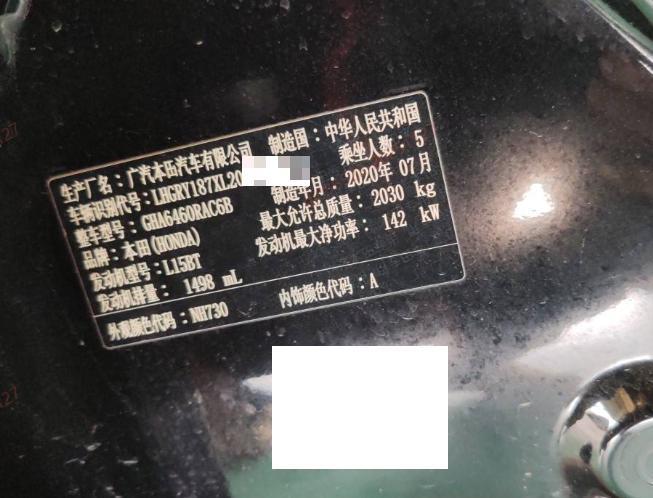 生产厂名：广汽本田汽车有限公司 制造国：中华人民共和国
车辆识别代号：LHGRY187XL20 乘坐人数：5
整车型号：GHA6460RAC6B 制造年月：2020年07月
品牌：本田(HONDA) 最大允许总质量：2030 kg
发动机型号：L15BT 发动机最大净功率：142 kW
发动机排量：1498 mL
外观颜色代码：NH730 内饰颜色代码：A